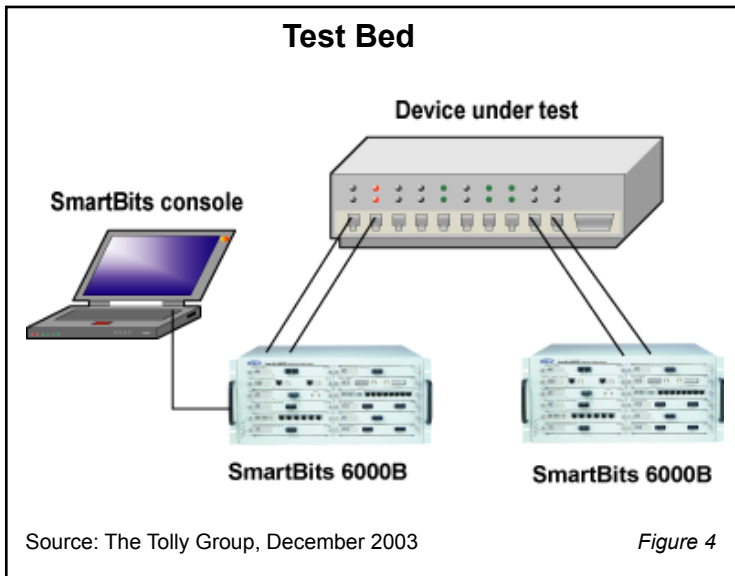 Test Bed
Device under test
SmartBits console
SmartBits 6000B
SmartBits 6000B
Source: The Tolly Group, December 2003
Figure 4